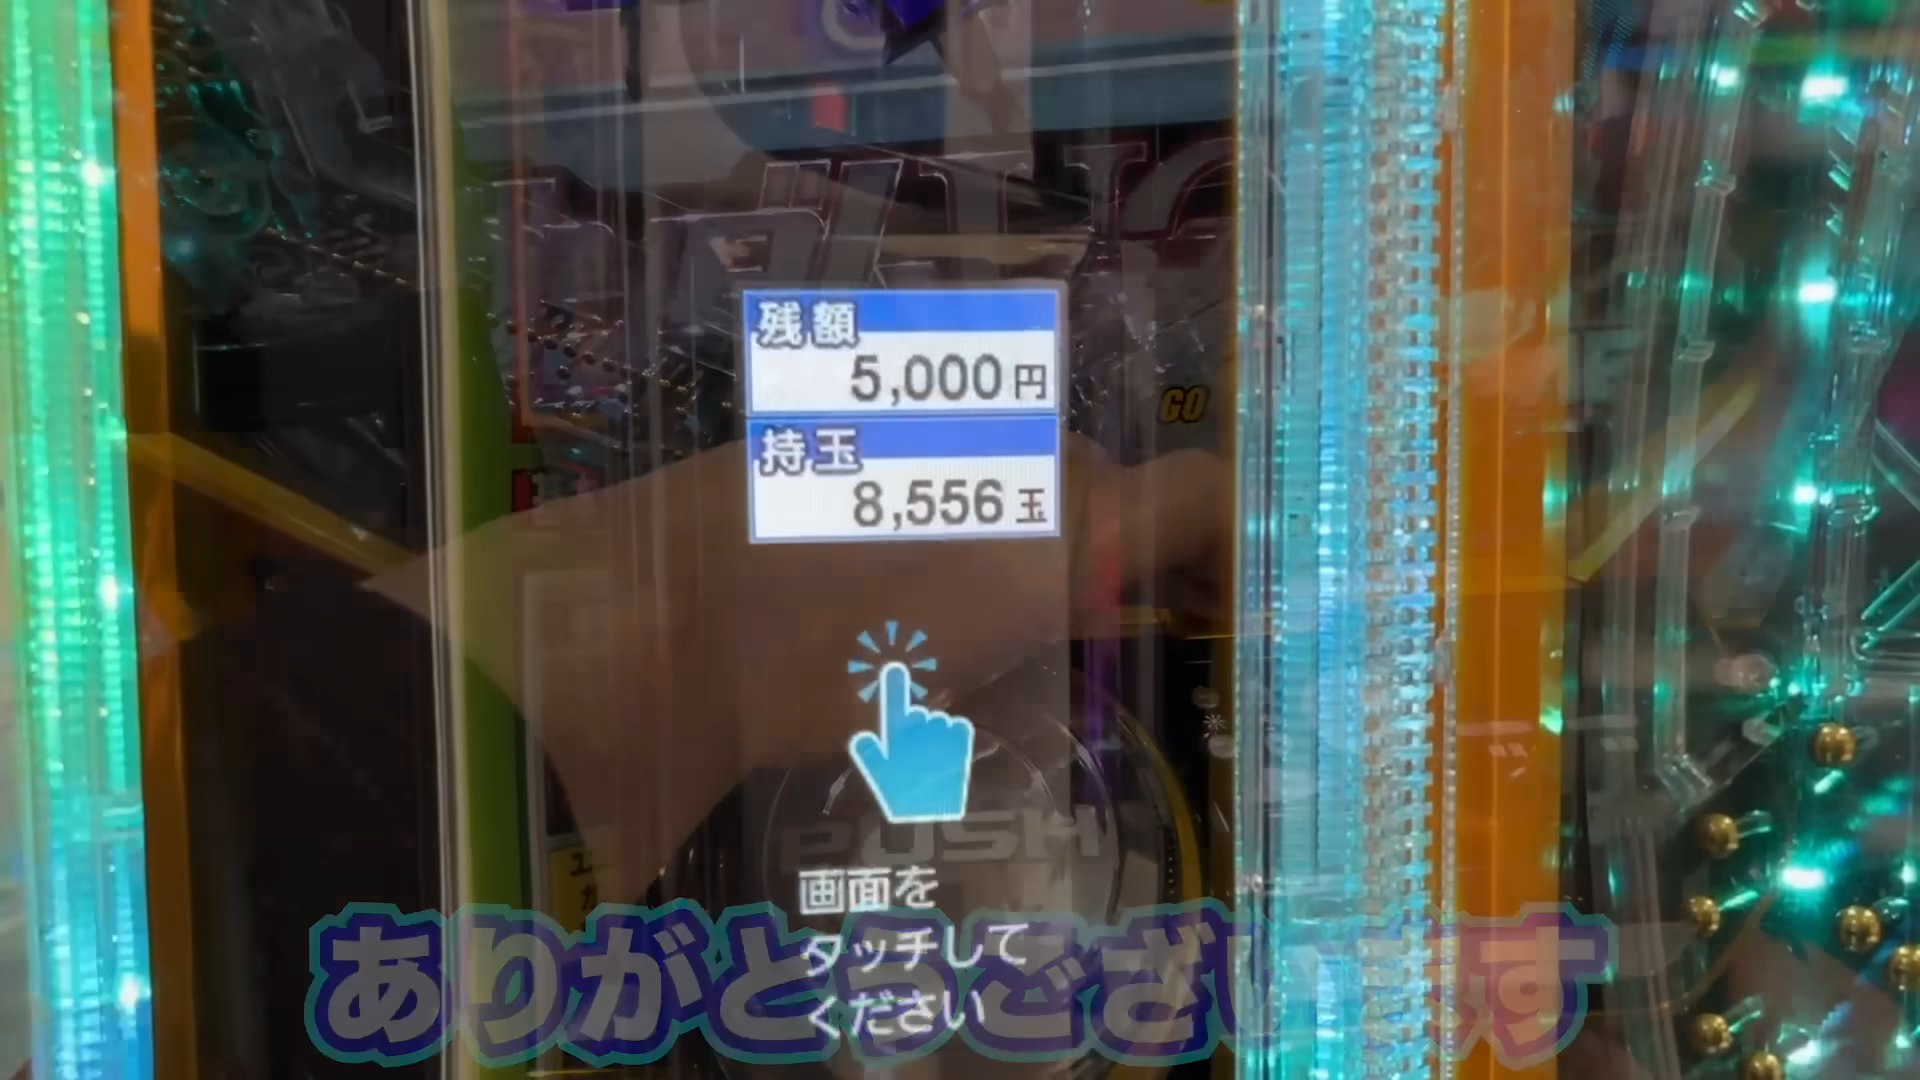 残額
5,000円
持玉
8,556玉
GO
PUSH
画面を
タッチして
ください
ありがとうございます